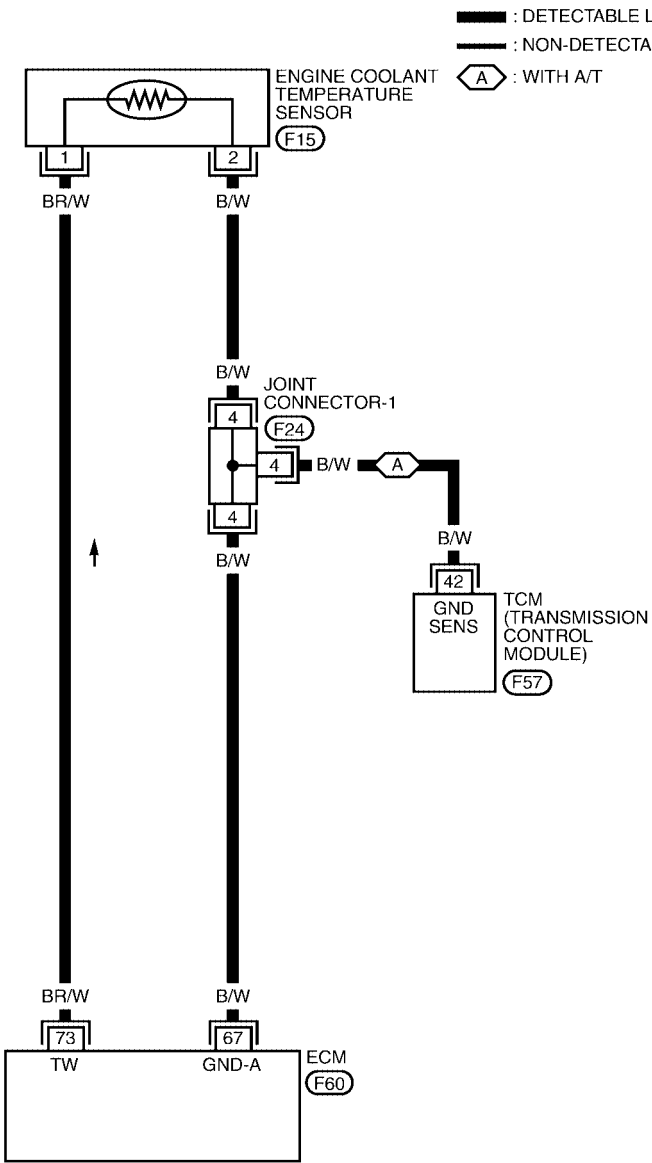 : DETECTABLE L
: NON-DETECTA
A : WITH A/T
ENGINE COOLANT
TEMPERATURE
SENSOR
F15
1 2
BR/W B/W
B/W
JOINT
CONNECTOR-1
F24
4
4 B/W A
4
B/W
B/W
42
GND
SENS
TCM
(TRANSMISSION
CONTROL
MODULE)
F57
BR/W B/W
73 67
TW GND-A
ECM
F60